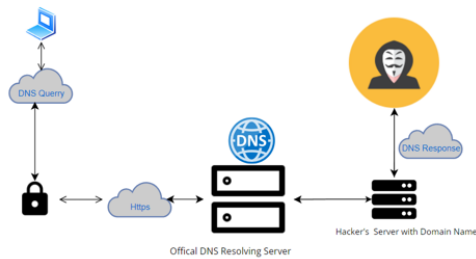 DNS Querry
DNS
DNS Response
Https
Hacker's Server with Domain Name
Offical DNS Resolving Server